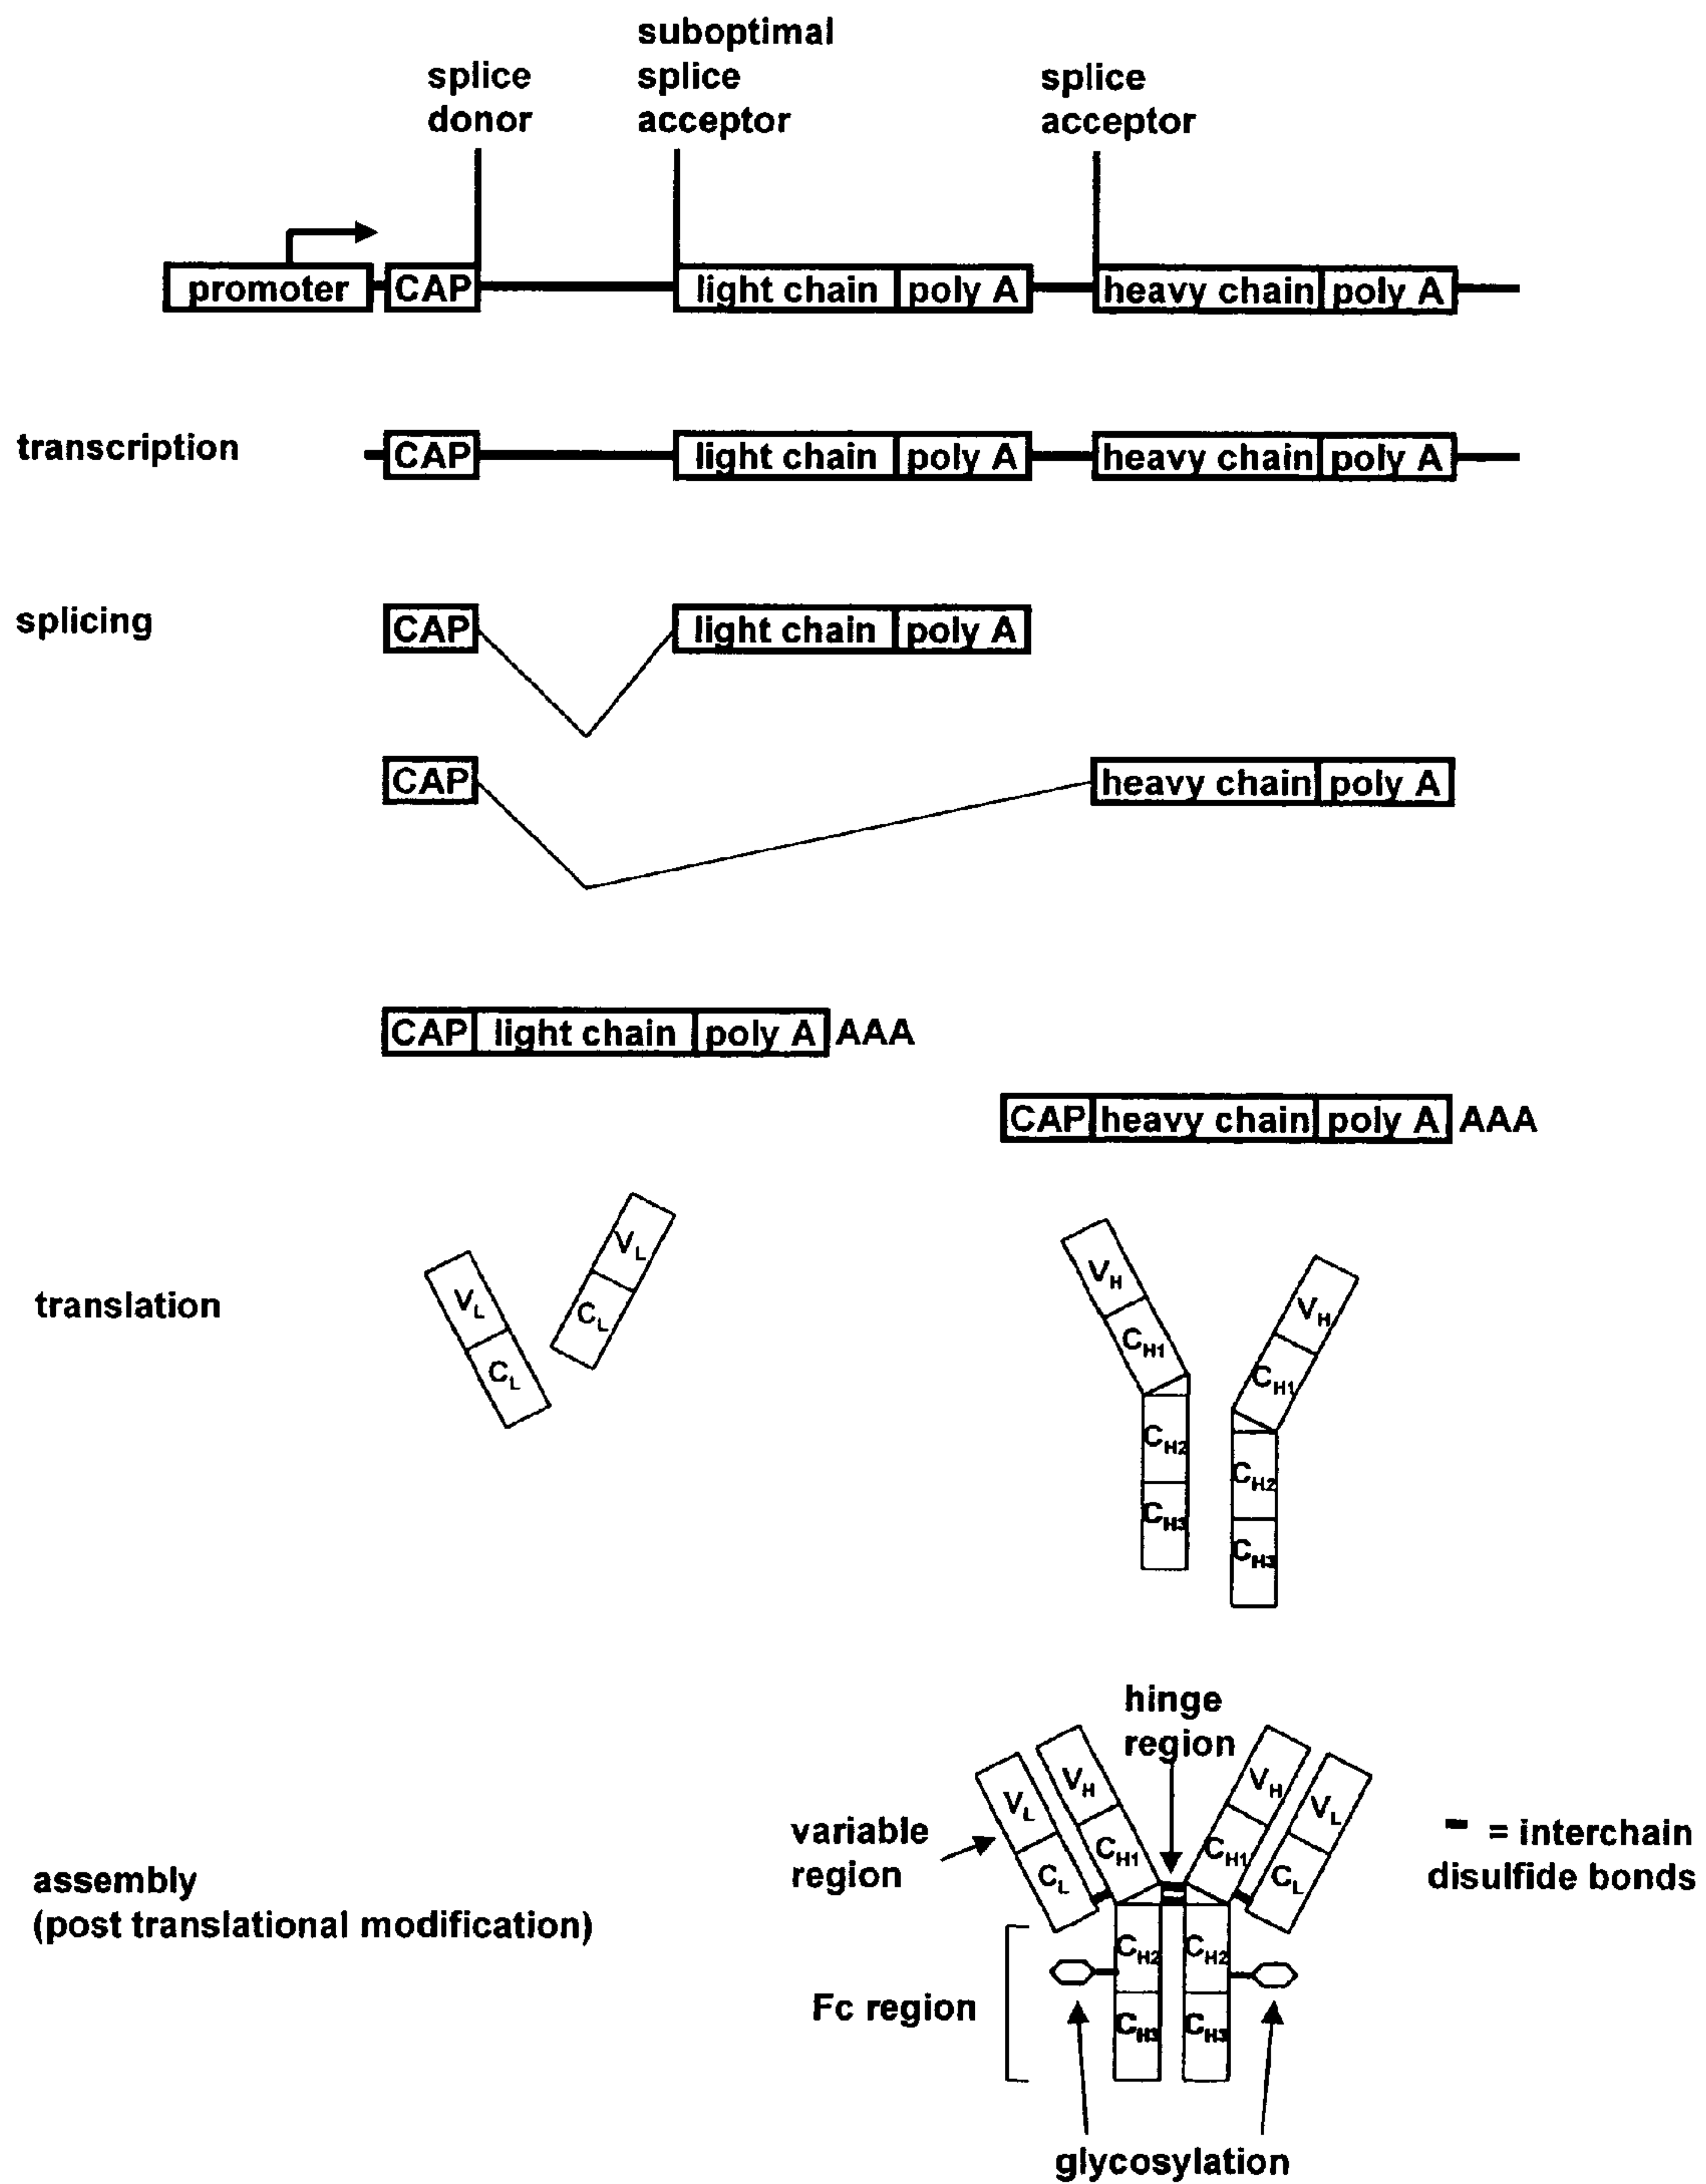 suboptimal
splice splice splice
donor acceptor acceptor
promoter CAP light chain poly A heavy chain poly A
transcription CAP light chain poly A heavy chain poly A
splicing CAP light chain poly A
CAP heavy chain poly A
CAP light chain poly A AAA
CAP heavy chain poly A AAA
translation
VL
CL
VL
CL
VH
CH1
CH2
CH3
VH
CH1
CH2
CH3
hinge
region
variable
region
VL
CL
VH
CH1
VH
CH1
VL
CL
= interchain
disulfide bonds
assembly
(post translational modification)
CH2 CH2
Fc region
CH3 CH3
glycosylation